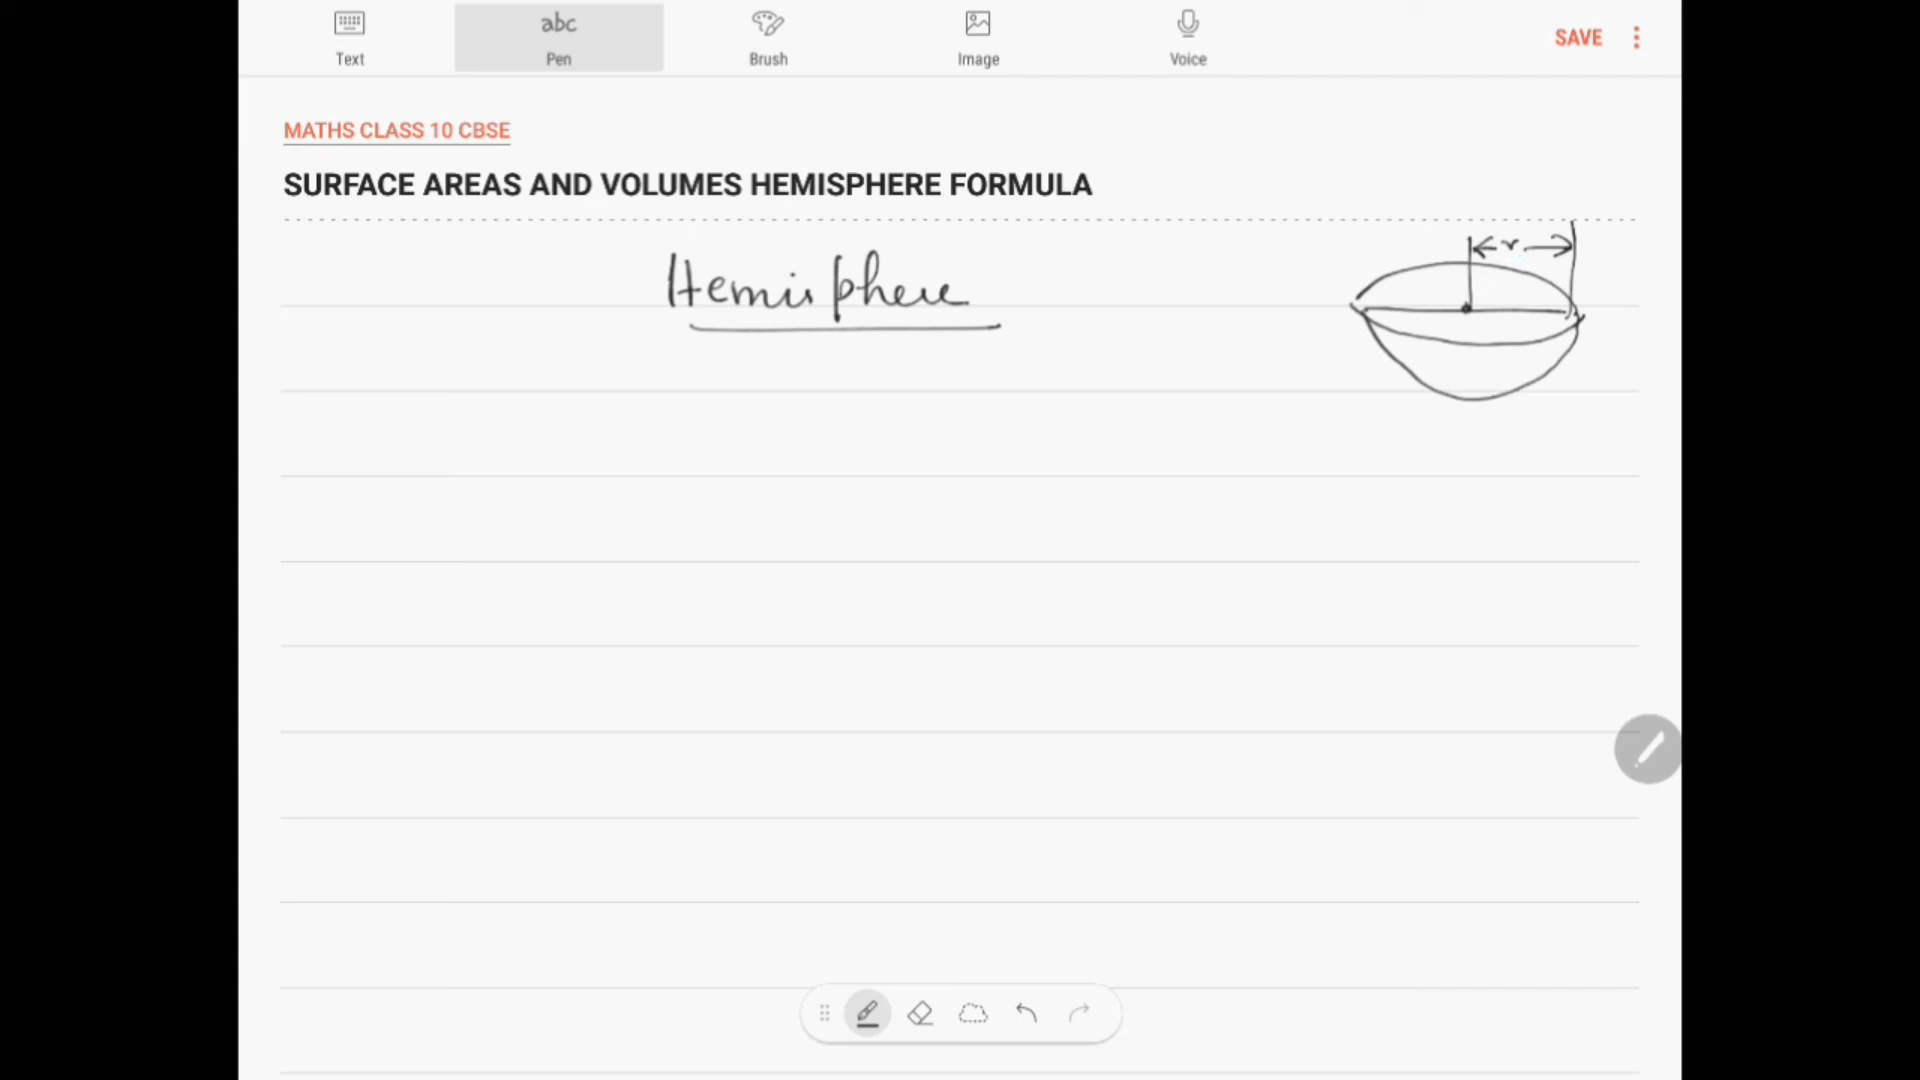 Text abc Pen Brush Image Voice SAVE
MATHS CLASS 10 CBSE
SURFACE AREAS AND VOLUMES HEMISPHERE FORMULA
Hemisphere
r